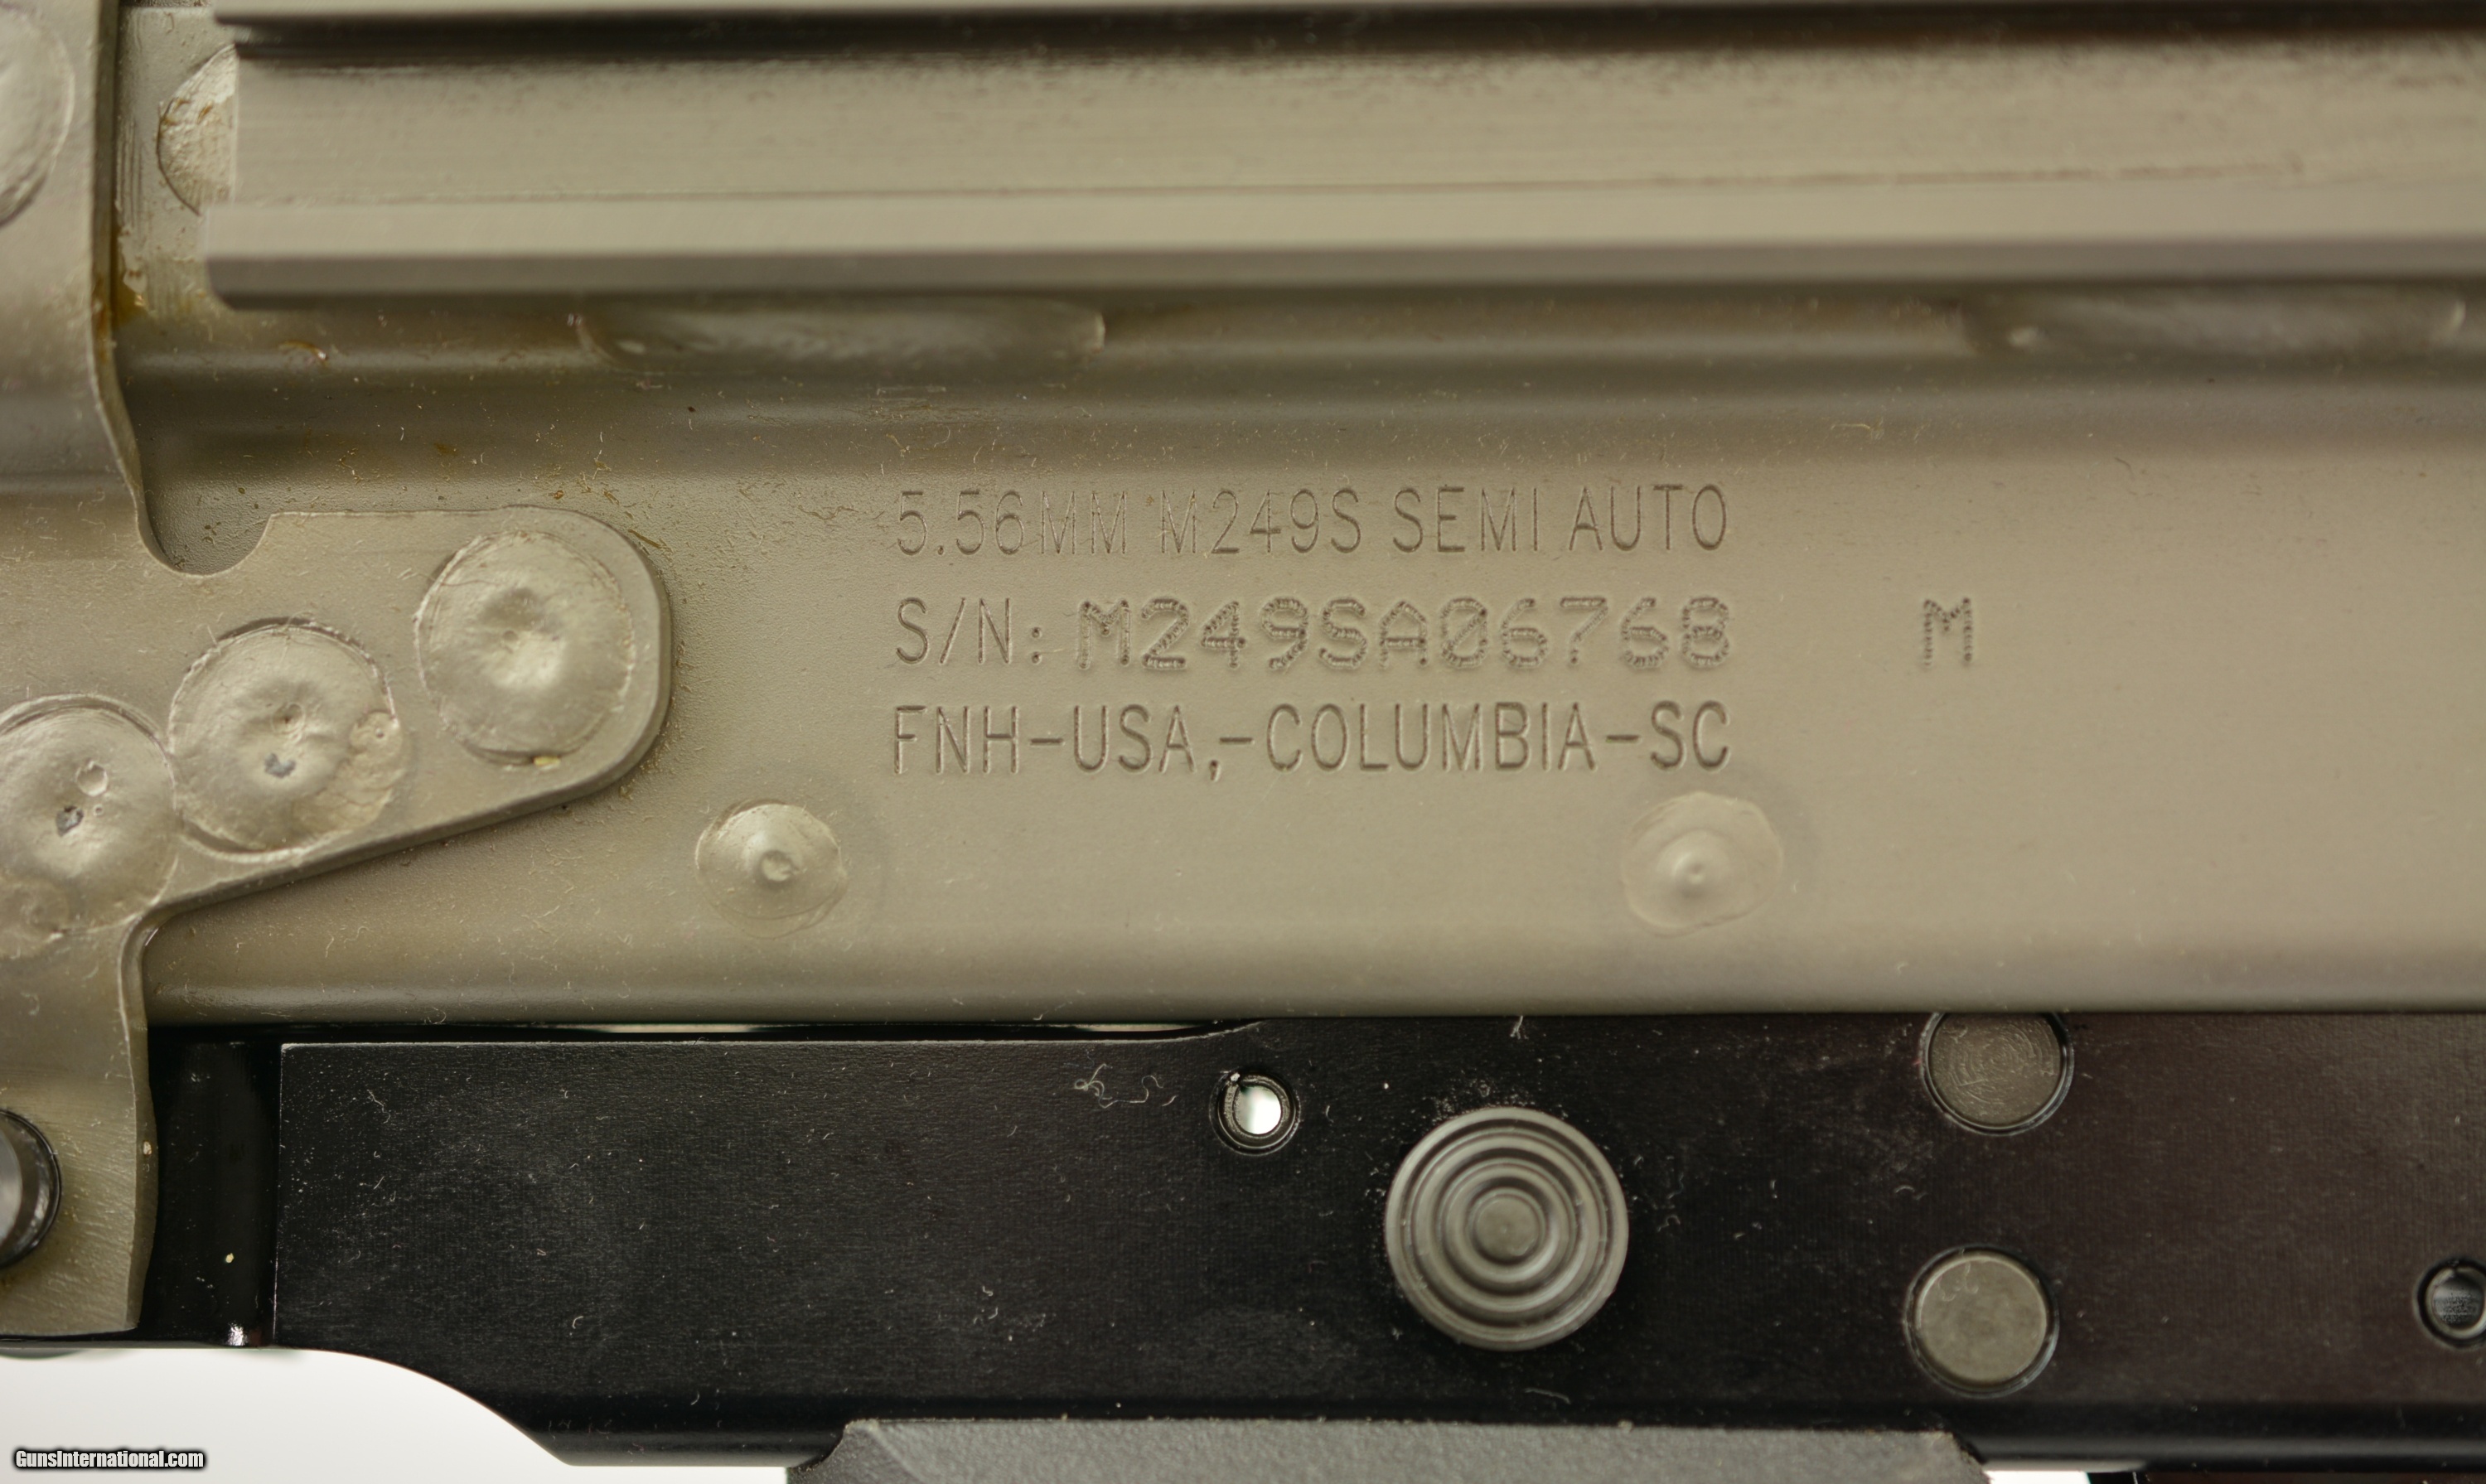 5.56MM M249S SEMI AUTO
S/N: M249SA06768 M
FNH-USA,-COLUMBIA-SC
GunsInternational.com